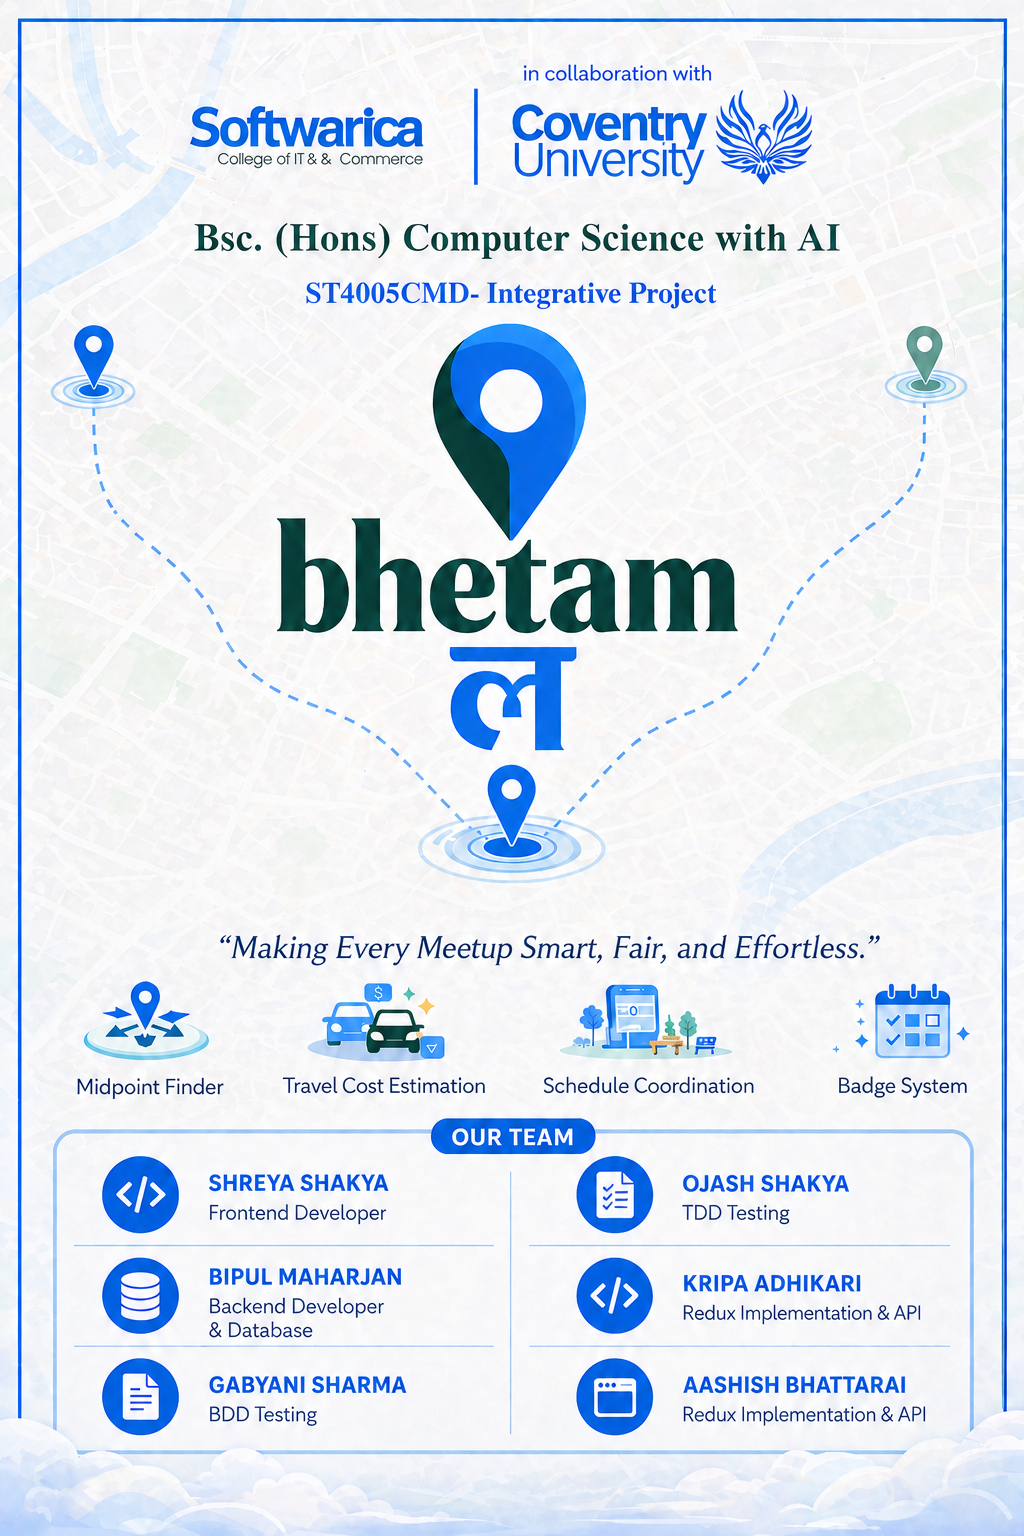 in collaboration with
Softwarica
College of IT & & Commerce
Coventry
University
Bsc. (Hons) Computer Science with AI
ST4005CMD- Integrative Project
bhetam
ल
“Making Every Meetup Smart, Fair, and Effortless.”
$
Midpoint Finder
Travel Cost Estimation
Schedule Coordination
Badge System
OUR TEAM
SHREYA SHAKYA
Frontend Developer
OJASH SHAKYA
TDD Testing
BIPUL MAHARJAN
Backend Developer
& Database
KRIPA ADHIKARI
Redux Implementation & API
GABYANI SHARMA
BDD Testing
AASHISH BHATTARAI
Redux Implementation & API